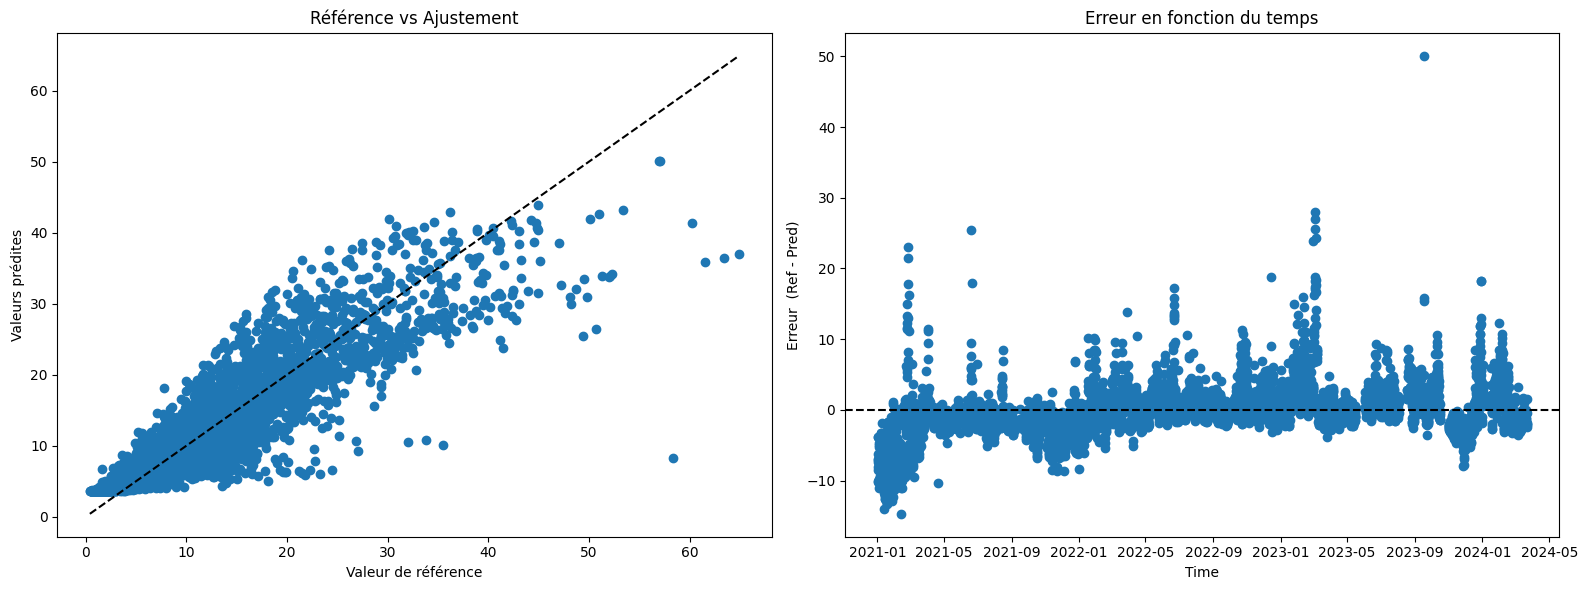 Référence vs Ajustement
Valeurs prédites
60
50
40
30
20
10
0
0 10 20 30 40 50 60
Valeur de référence
Erreur en fonction du temps
Erreur  (Ref - Pred)
50
40
30
20
10
0
−10
2021-01 2021-05 2021-09 2022-01 2022-05 2022-09 2023-01 2023-05 2023-09 2024-01 2024-05
Time